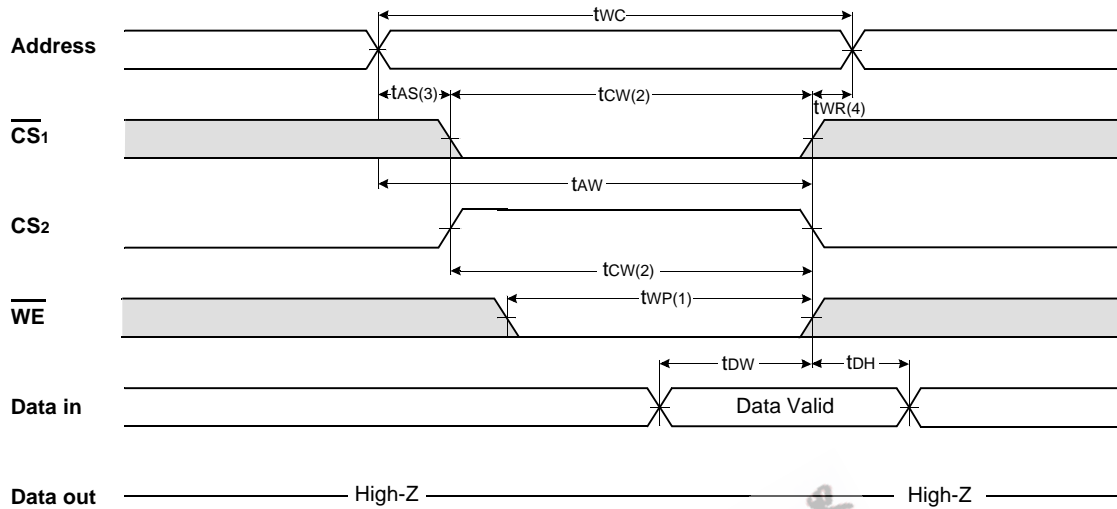 tWC
Address
tAS(3)
tCW(2)
tWR(4)
CS1
tAW
CS2
tCW(2)
tWP(1)
WE
tDW
tDH
Data in
Data Valid
Data out
High-Z
High-Z